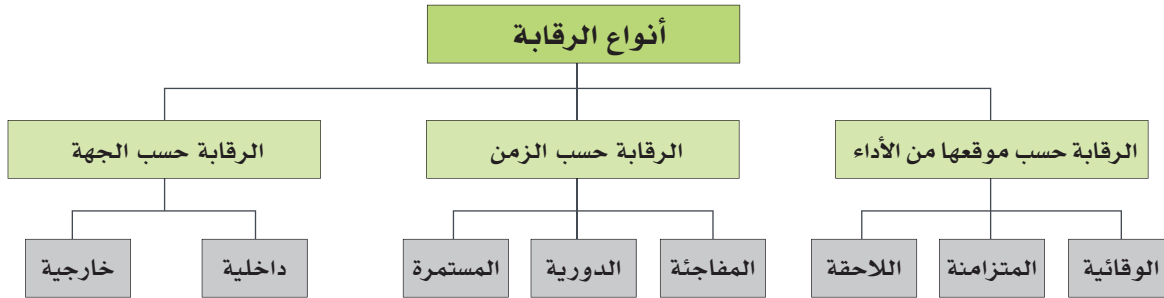 أنواع الرقابة
الرقابة حسب موقعها من الأداء
الرقابة حسب الزمن
الرقابة حسب الجهة
الوقائية
المتزامنة
اللاحقة
المفاجئة
الدورية
المستمرة
داخلية
خارجية